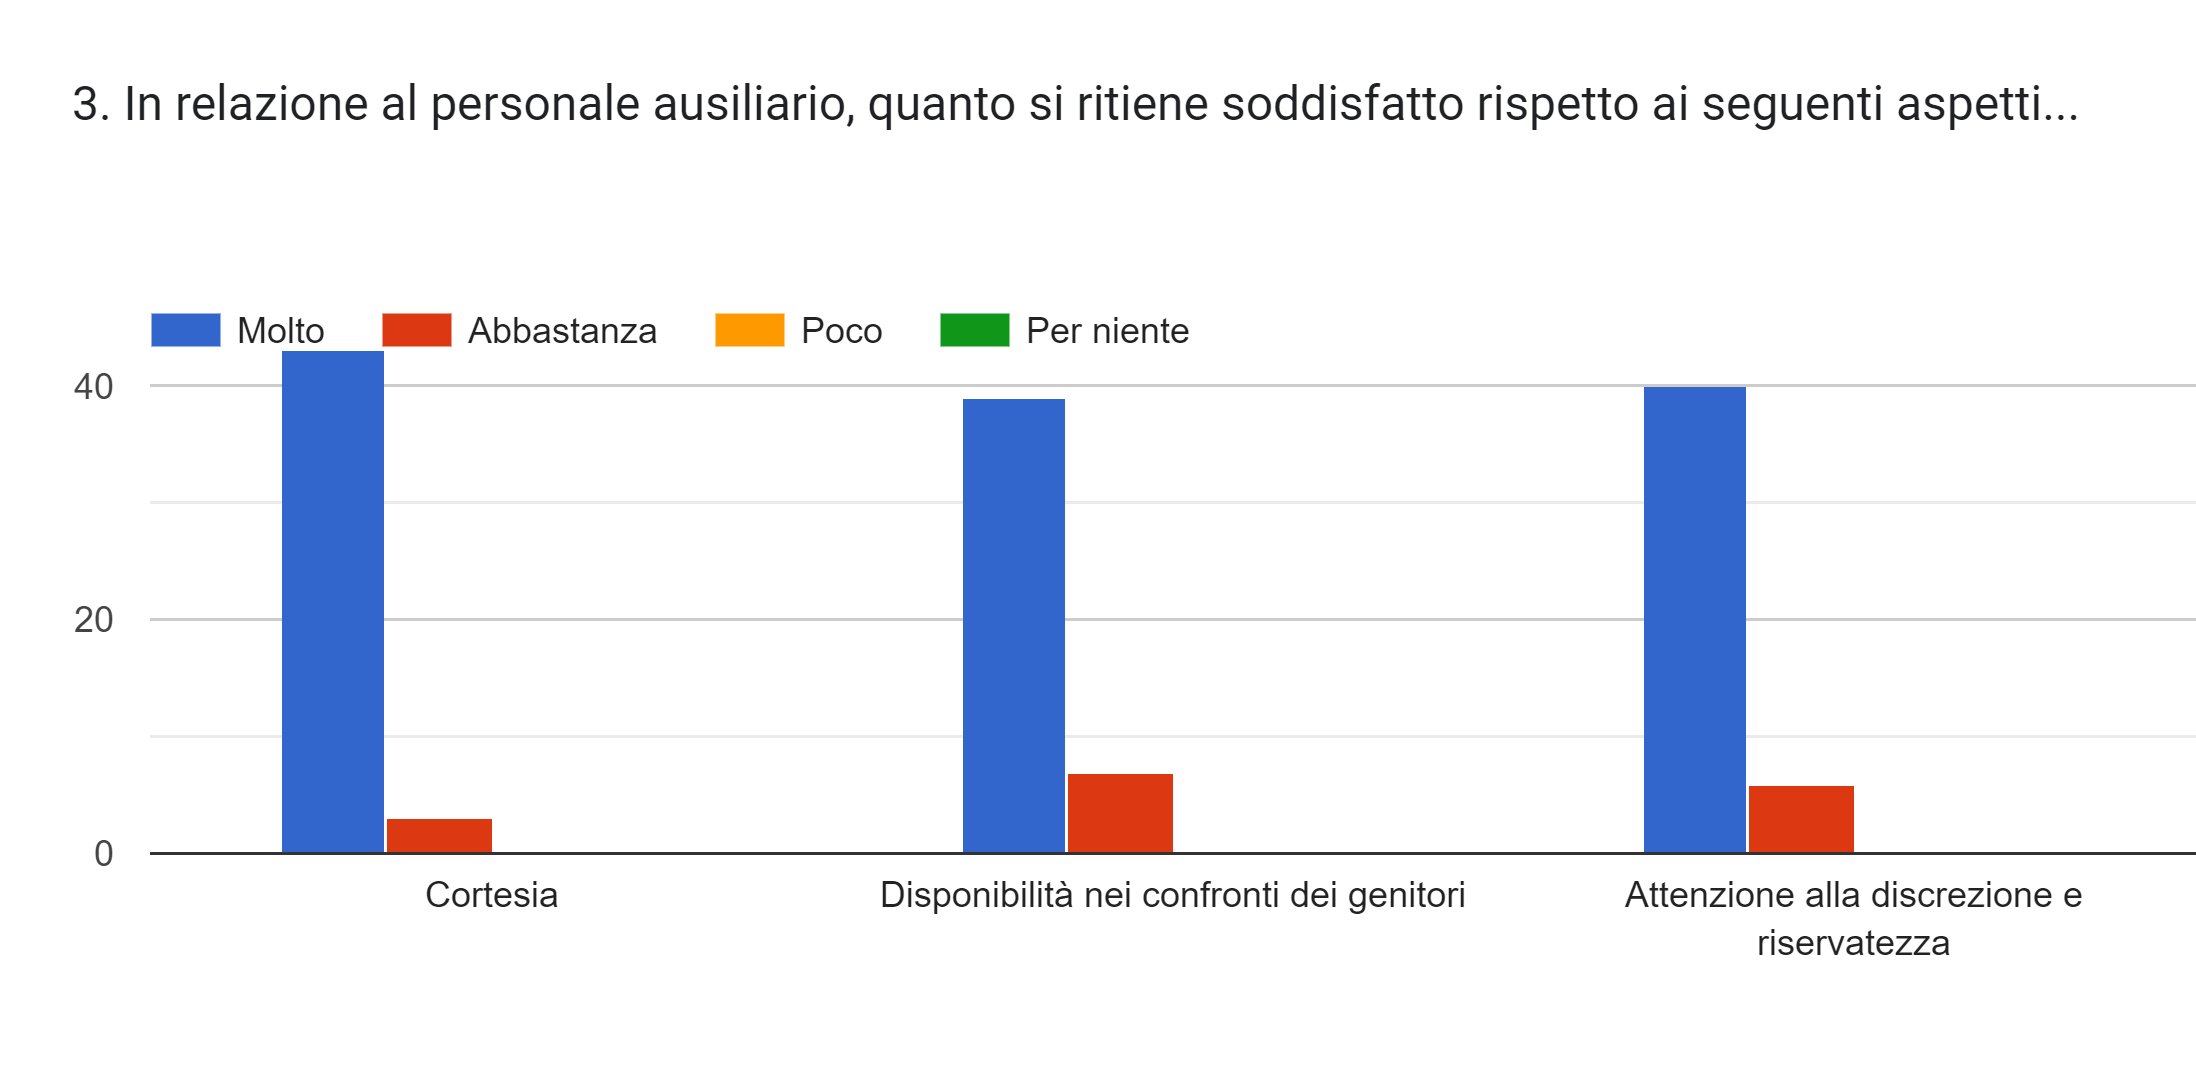 3. In relazione al personale ausiliario, quanto si ritiene soddisfatto rispetto ai seguenti aspetti...
Molto Abbastanza Poco Per niente
40
20
0
Cortesia Disponibilità nei confronti dei genitori Attenzione alla discrezione e
riservatezza